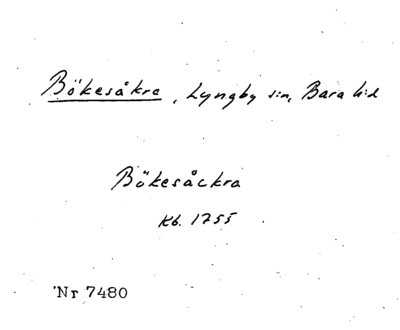 Bökesåkra, Lyngby sn, Bara hd
Bökesåckra
Kb. 1755
Nr 7480